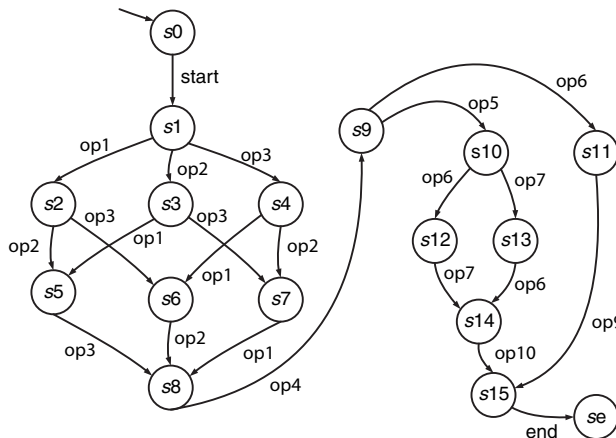 s0
start
s1
op1
op2
op3
s2
s3
s4
op2
op3
op1
op3
op1
op2
s5
s6
s7
op3
op2
op1
s8
op4
s9
op5
op6
s10
s11
op6
op7
s12
s13
op7
op6
s14
op9
op10
s15
end
se